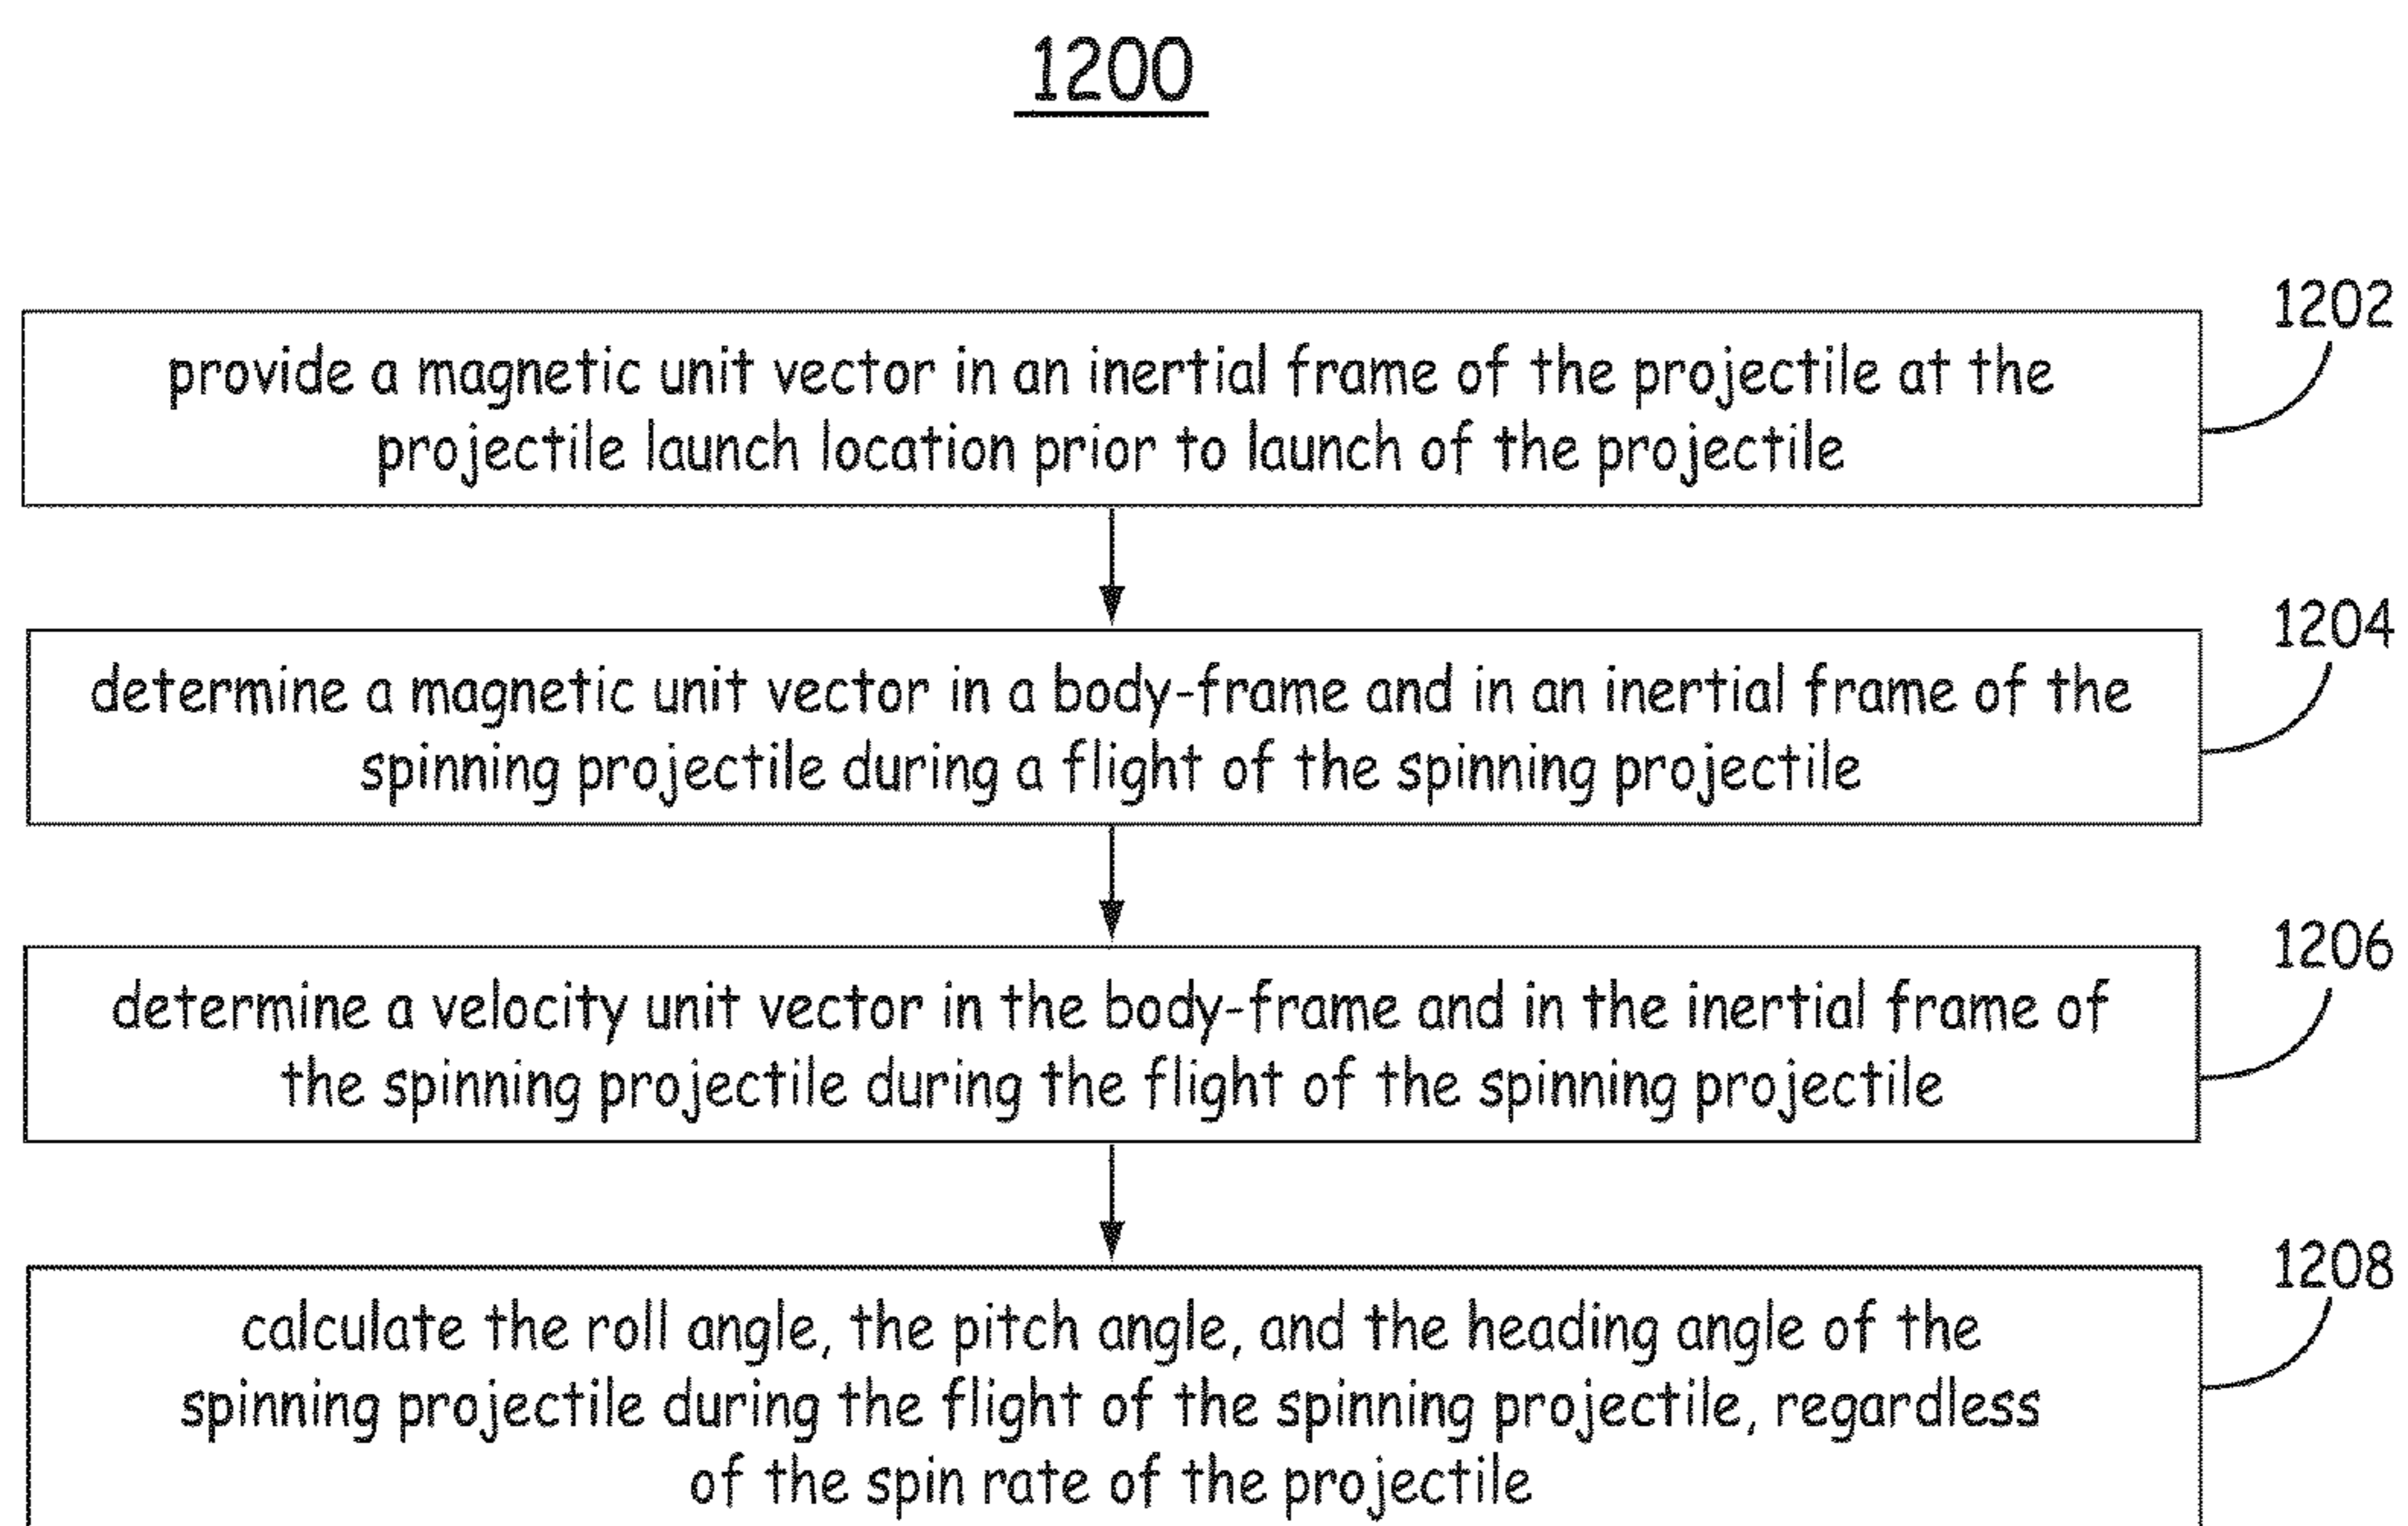 1200
1202
provide a magnetic unit vector in an inertial frame of the projectile at the
projectile launch location prior to launch of the projectile
1204
determine a magnetic unit vector in a body-frame and in an inertial frame of the
spinning projectile during a flight of the spinning projectile
1206
determine a velocity unit vector in the body-frame and in the inertial frame of
the spinning projectile during the flight of the spinning projectile
1208
calculate the roll angle, the pitch angle, and the heading angle of the
spinning projectile during the flight of the spinning projectile, regardless
of the spin rate of the projectile